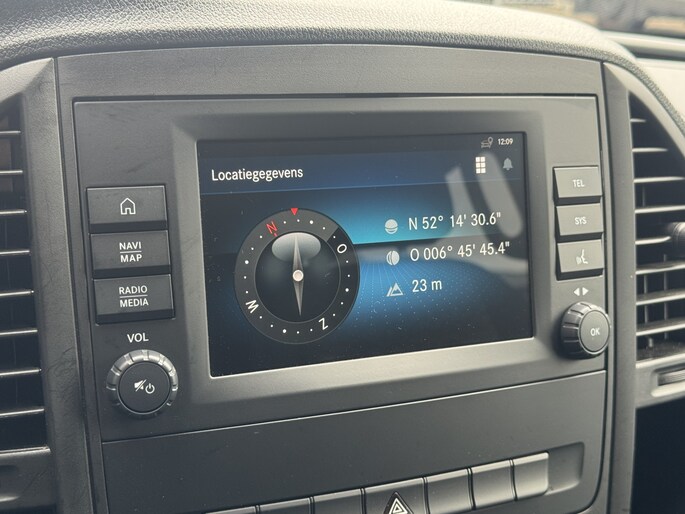 12:09
Locatiegegevens
N 52° 14' 30.6"
O 006° 45' 45.4"
23 m
N
O
W
Z
NAVI
MAP
RADIO
MEDIA
VOL
TEL
SYS
OK